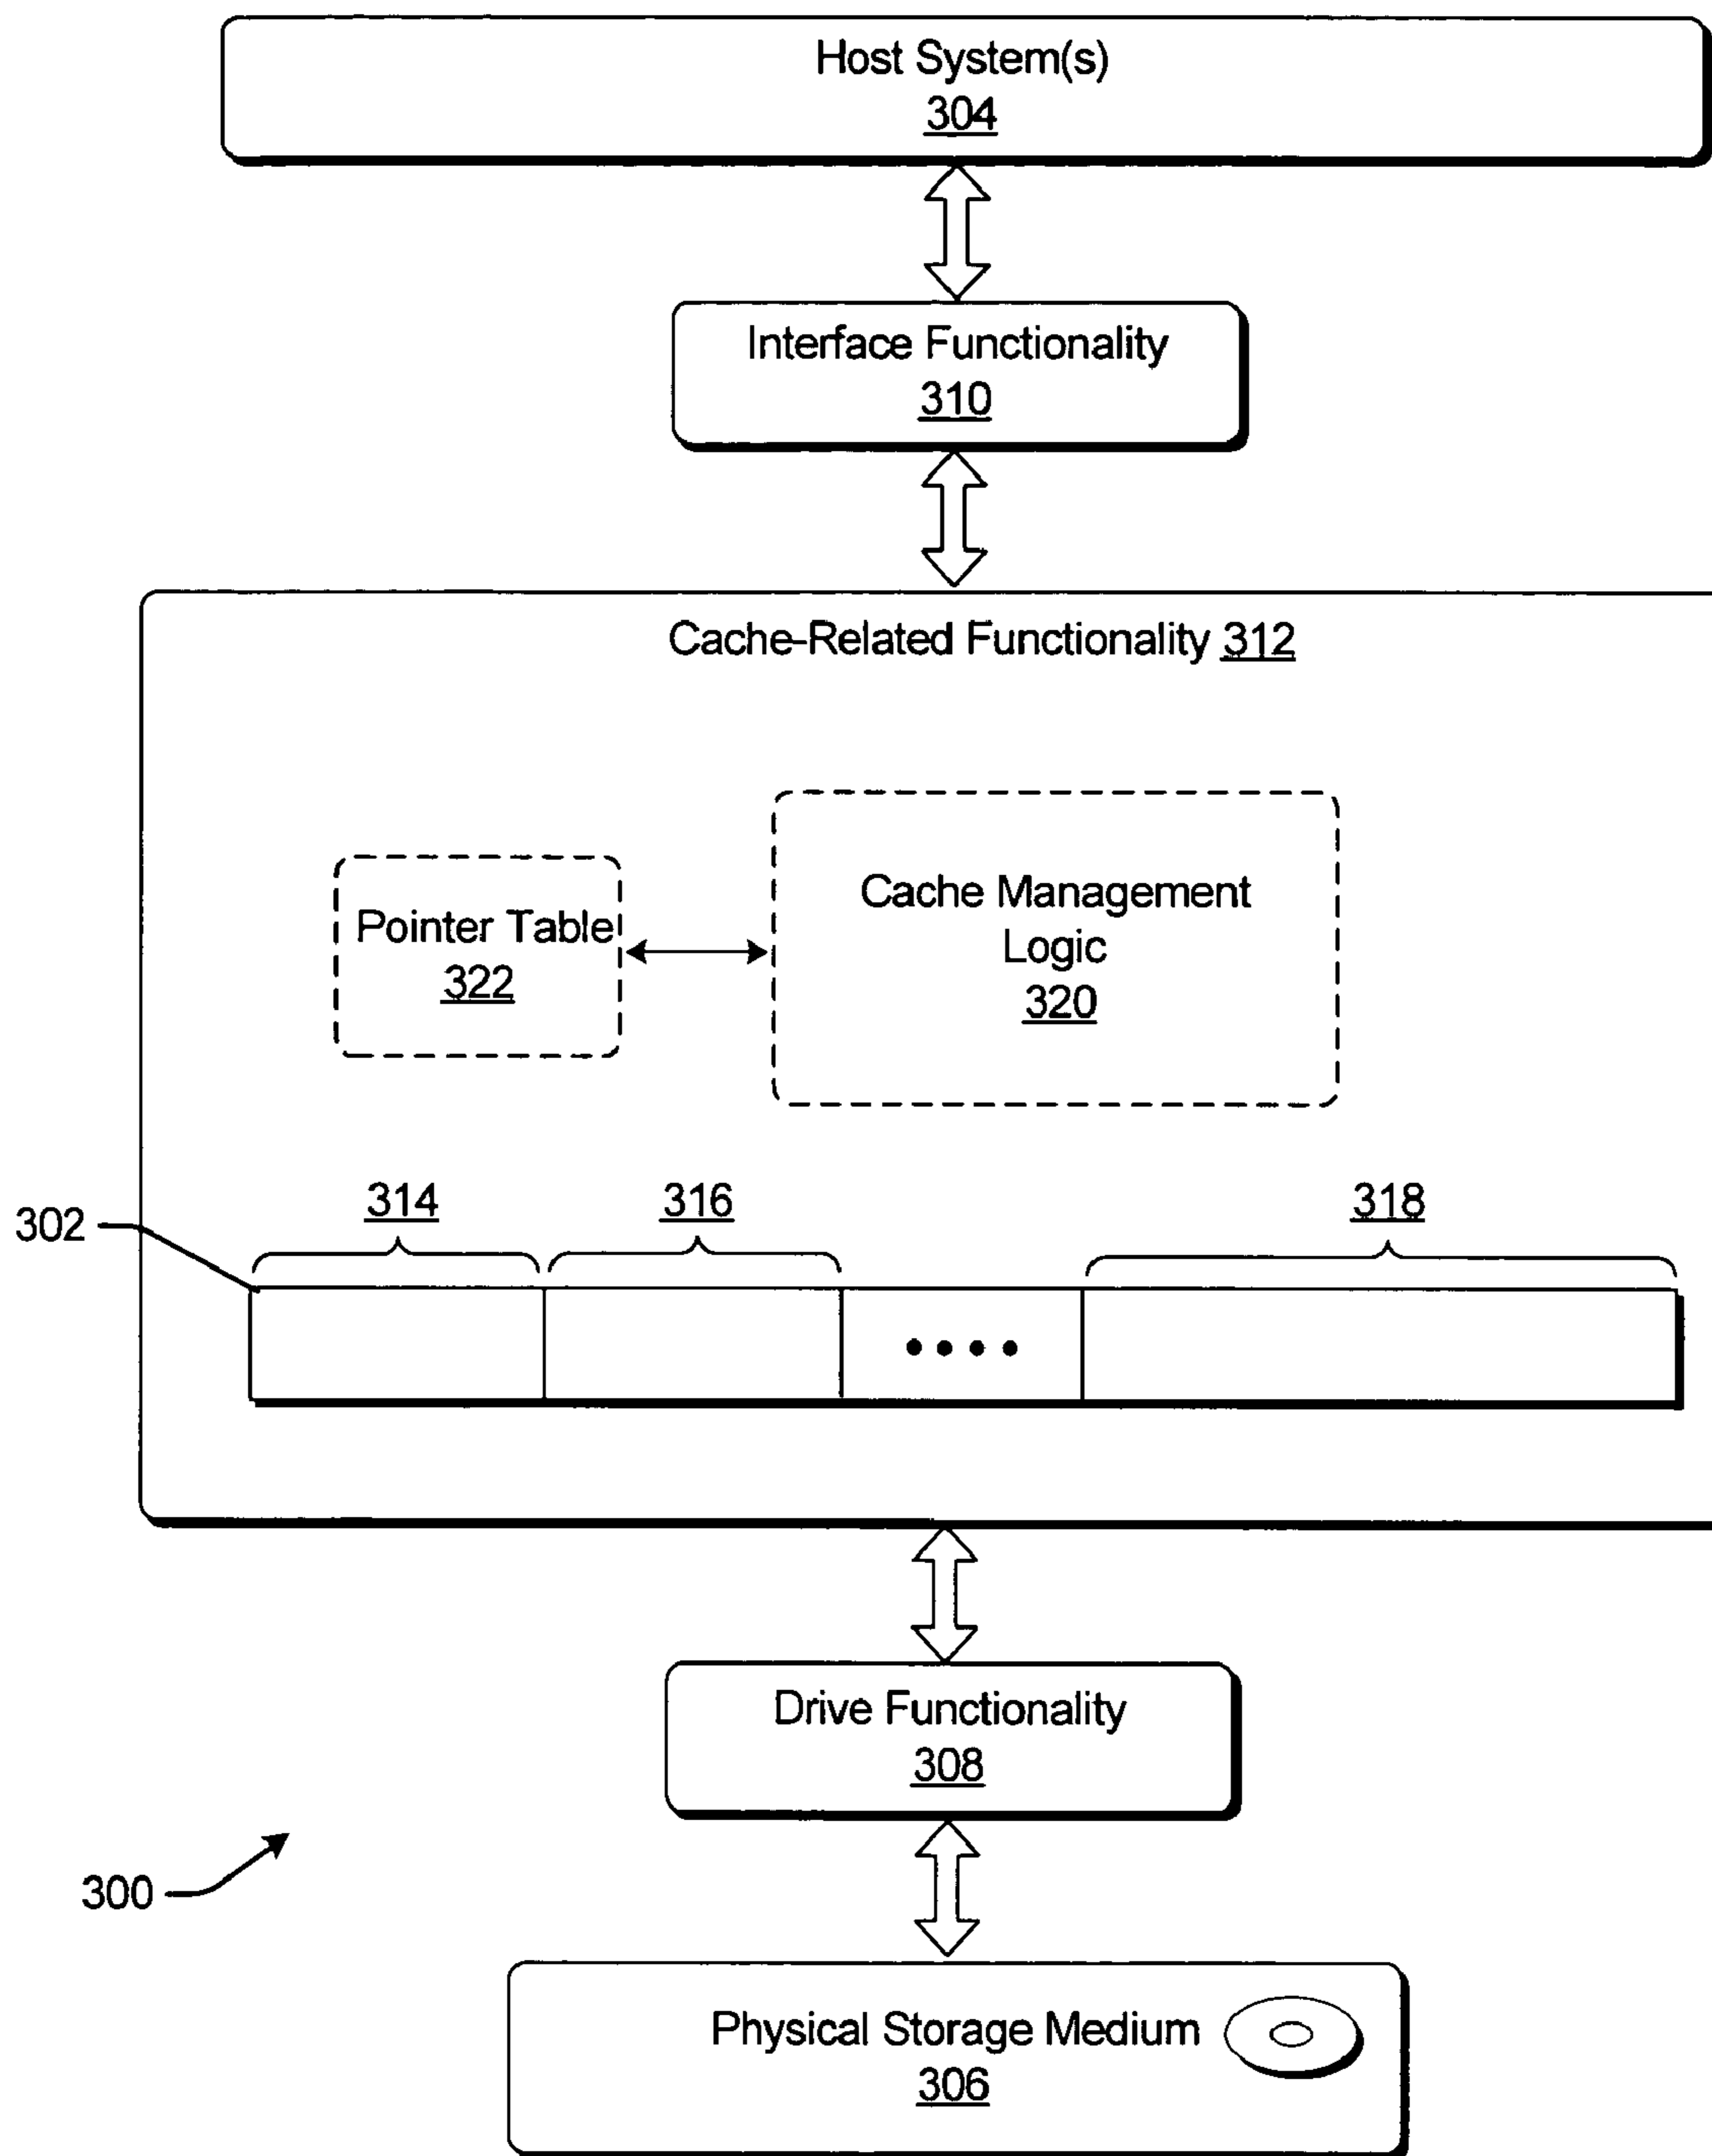 Host System(s)
304
Interface Functionality
310
Cache-Related Functionality 312
Pointer Table
322
Cache Management
Logic
320
302
314
316
318
Drive Functionality
308
300
Physical Storage Medium
306